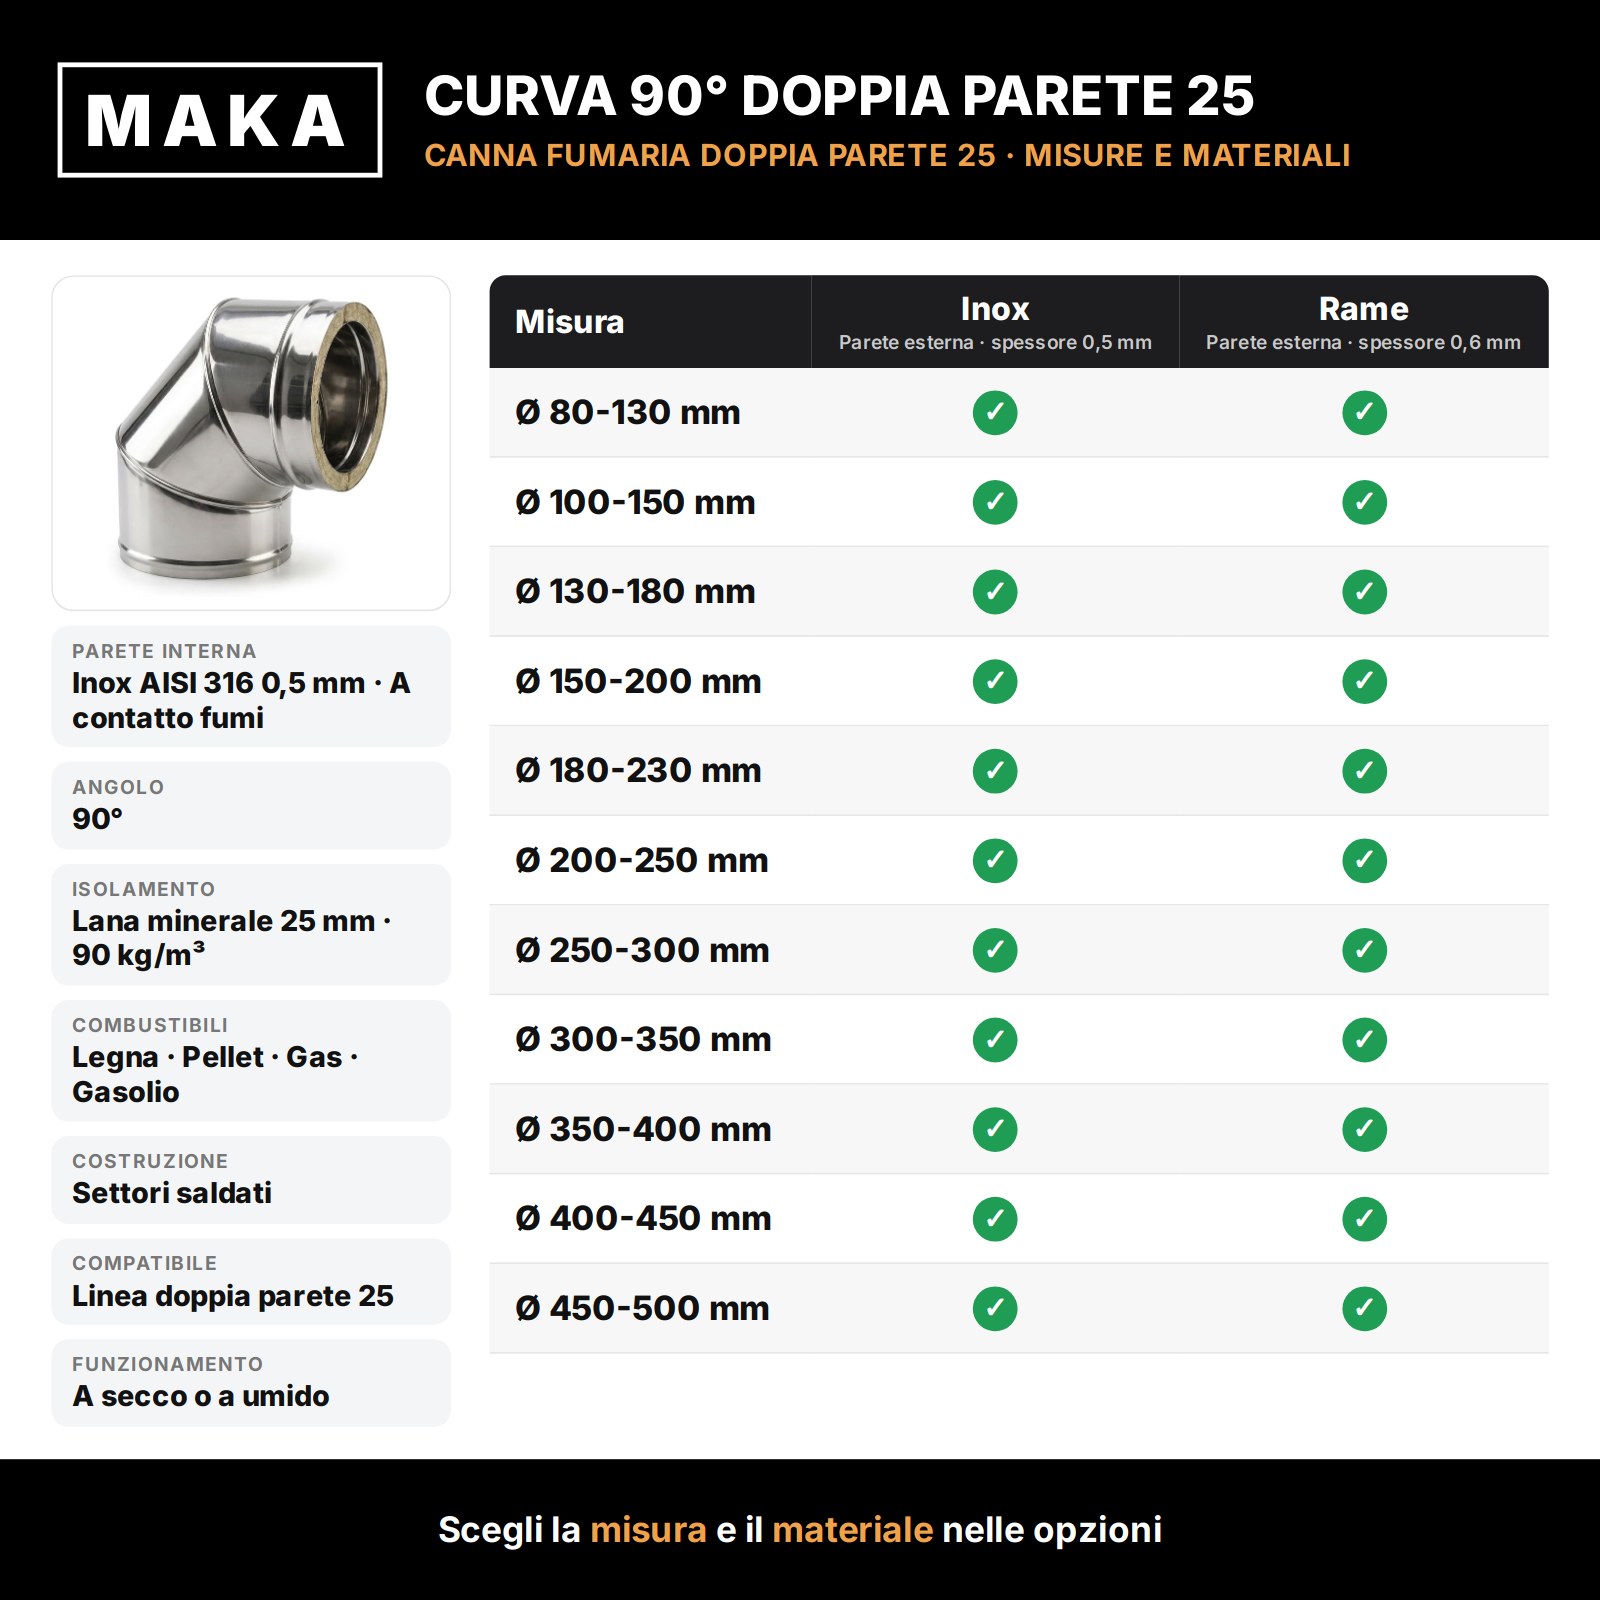 MAKA
CURVA 90° DOPPIA PARETE 25
CANNA FUMARIA DOPPIA PARETE 25 · MISURE E MATERIALI
PARETE INTERNA
Inox AISI 316 0,5 mm · A
contatto fumi
ANGOLO
90°
ISOLAMENTO
Lana minerale 25 mm ·
90 kg/m³
COMBUSTIBILI
Legna · Pellet · Gas ·
Gasolio
COSTRUZIONE
Settori saldati
COMPATIBILE
Linea doppia parete 25
FUNZIONAMENTO
A secco o a umido
Misura Inox Rame
Parete esterna · spessore 0,5 mm Parete esterna · spessore 0,6 mm
Ø 80-130 mm ✓ ✓
Ø 100-150 mm ✓ ✓
Ø 130-180 mm ✓ ✓
Ø 150-200 mm ✓ ✓
Ø 180-230 mm ✓ ✓
Ø 200-250 mm ✓ ✓
Ø 250-300 mm ✓ ✓
Ø 300-350 mm ✓ ✓
Ø 350-400 mm ✓ ✓
Ø 400-450 mm ✓ ✓
Ø 450-500 mm ✓ ✓
Scegli la misura e il materiale nelle opzioni